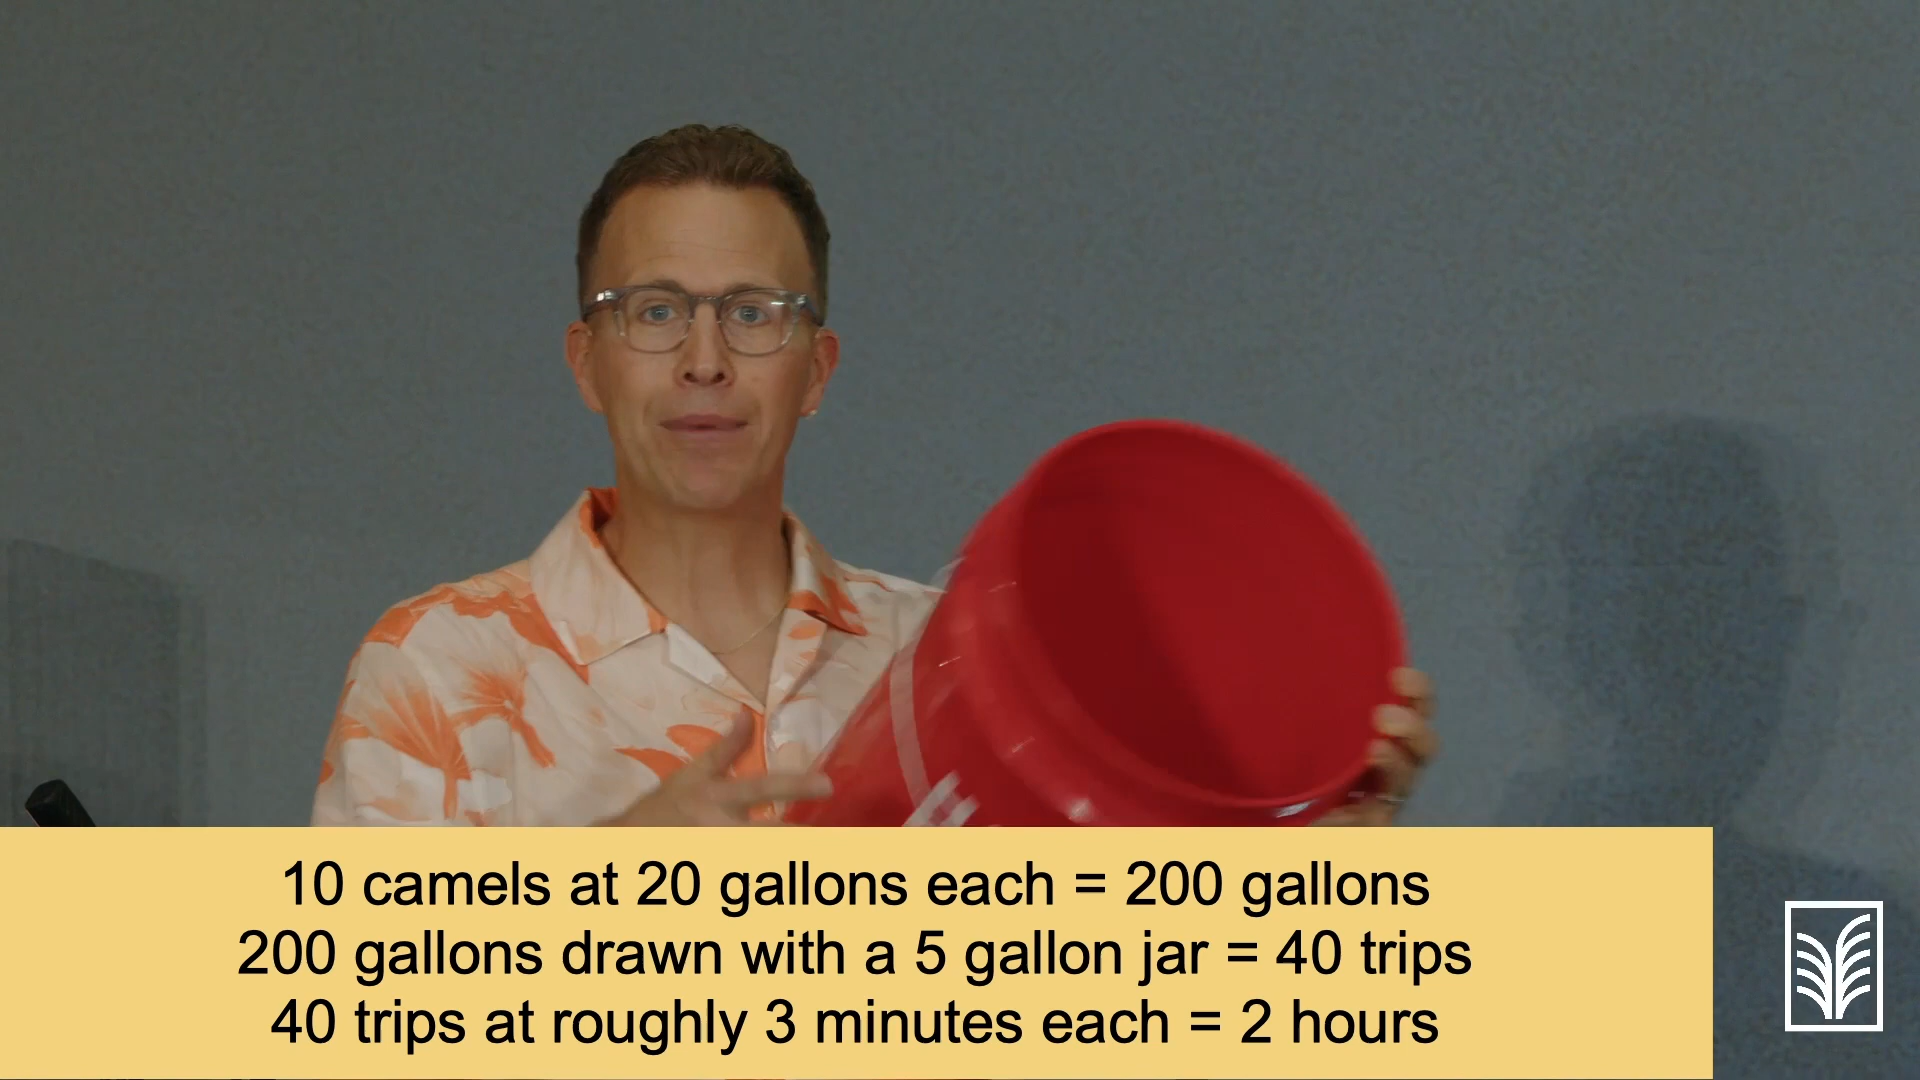 10 camels at 20 gallons each = 200 gallons
200 gallons drawn with a 5 gallon jar = 40 trips
40 trips at roughly 3 minutes each = 2 hours